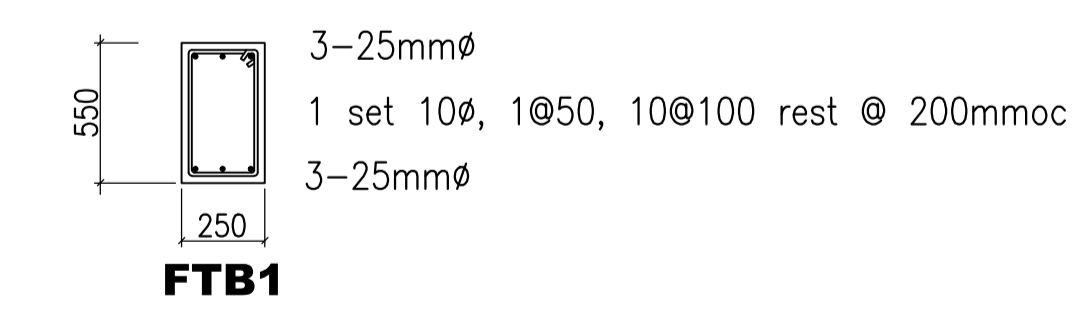 3-25mmø
550
1 set 10ø, 1@50, 10@100 rest @ 200mmoc
3-25mmø
250
FTB1